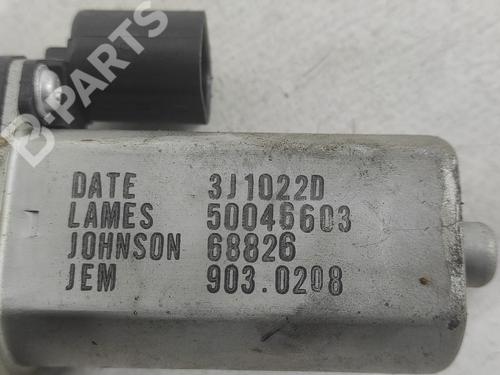 B-PARTS
DATE 3J1022D
LAMES 50046603
JOHNSON 68826
JEM 903.0208